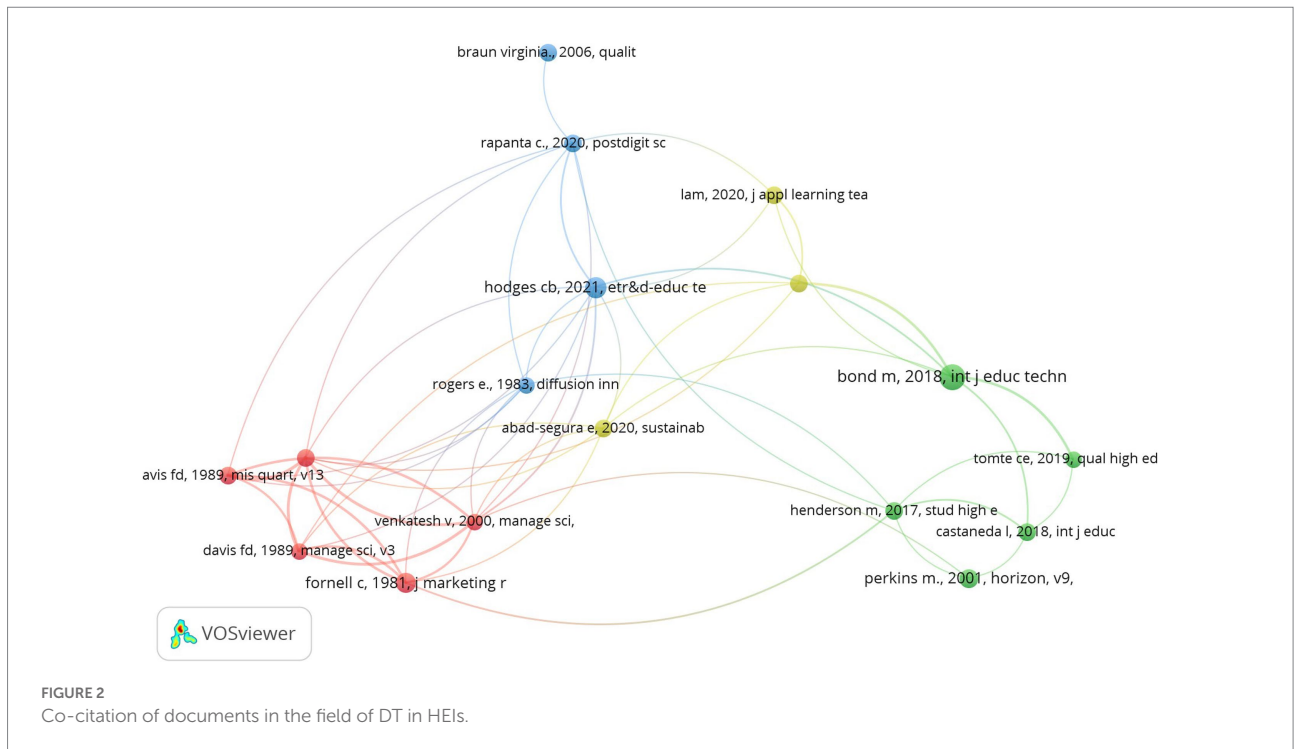 braun virginia., 2006, qualit
rapanta c., 2020, postdigit sc
lam, 2020, j appl learning tea
hodges cb, 2021, etr&d-educ te
bond m, 2018, int j educ techn
rogers e., 1983, diffusion inn
abad-segura e, 2020, sustainab
tomte ce, 2019, qual high ed
avis fd, 1989, mis quart, v13
henderson m, 2017, stud high e
venkatesh v, 2000, manage sci,
castaneda l, 2018, int j educ
davis fd, 1989, manage sci, v3
perkins m., 2001, horizon, v9,
fornell c, 1981, j marketing r
VOSviewer
FIGURE 2
Co-citation of documents in the field of DT in HEIs.